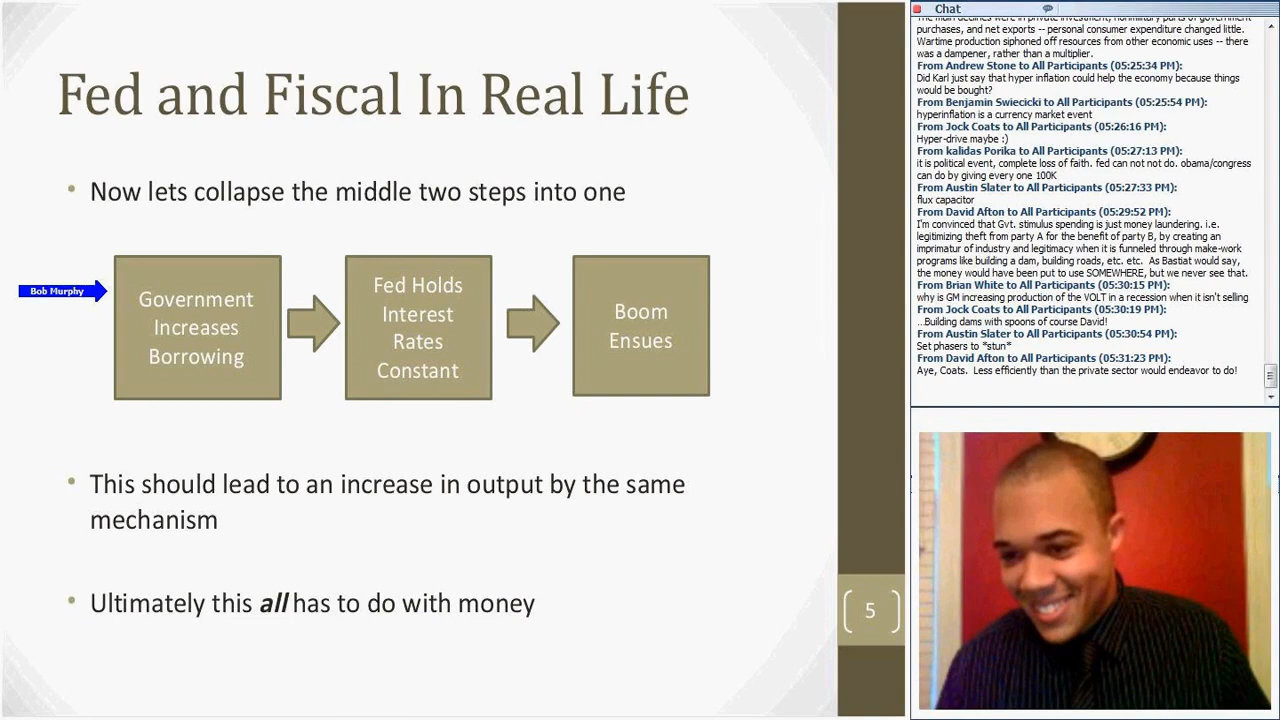 Fed and Fiscal In Real Life
• Now lets collapse the middle two steps into one
Bob Murphy
Government
Increases
Borrowing
Fed Holds
Interest
Rates
Constant
Boom
Ensues
• This should lead to an increase in output by the same
mechanism
• Ultimately this all has to do with money
5
Chat
The main declines were in private investment, nonmilitary parts of government
purchases, and net exports -- personal consumer expenditure changed little.
Wartime production siphoned off resources from other economic uses -- there
was a dampener, rather than a multiplier.
From Andrew Stone to All Participants (05:25:34 PM):
Did Karl just say that hyper inflation could help the economy because things
would be bought?
From Benjamin Swiecicki to All Participants (05:25:54 PM):
hyperinflation is a currency market event
From Jock Coats to All Participants (05:26:16 PM):
Hyper-drive maybe :)
From kalidas Porika to All Participants (05:27:13 PM):
it is political event, complete loss of faith. fed can not not do. obama/congress
can do by giving every one 100K
From Austin Slater to All Participants (05:27:33 PM):
flux capacitor
From David Afton to All Participants (05:29:52 PM):
I'm convinced that Gvt. stimulus spending is just money laundering. i.e.
legitimizing theft from party A for the benefit of party B, by creating an
imprimatur of industry and legitimacy when it is funneled through make-work
programs like building a dam, building roads, etc. etc.  As Bastiat would say,
the money would have been put to use SOMEWHERE, but we never see that.
From Brian White to All Participants (05:30:15 PM):
why is GM increasing production of the VOLT in a recession when it isn't selling
From Jock Coats to All Participants (05:30:19 PM):
...Building dams with spoons of course David!
From Austin Slater to All Participants (05:30:54 PM):
Set phasers to *stun*
From David Afton to All Participants (05:31:23 PM):
Aye, Coats.  Less efficiently than the private sector would endeavor to do!